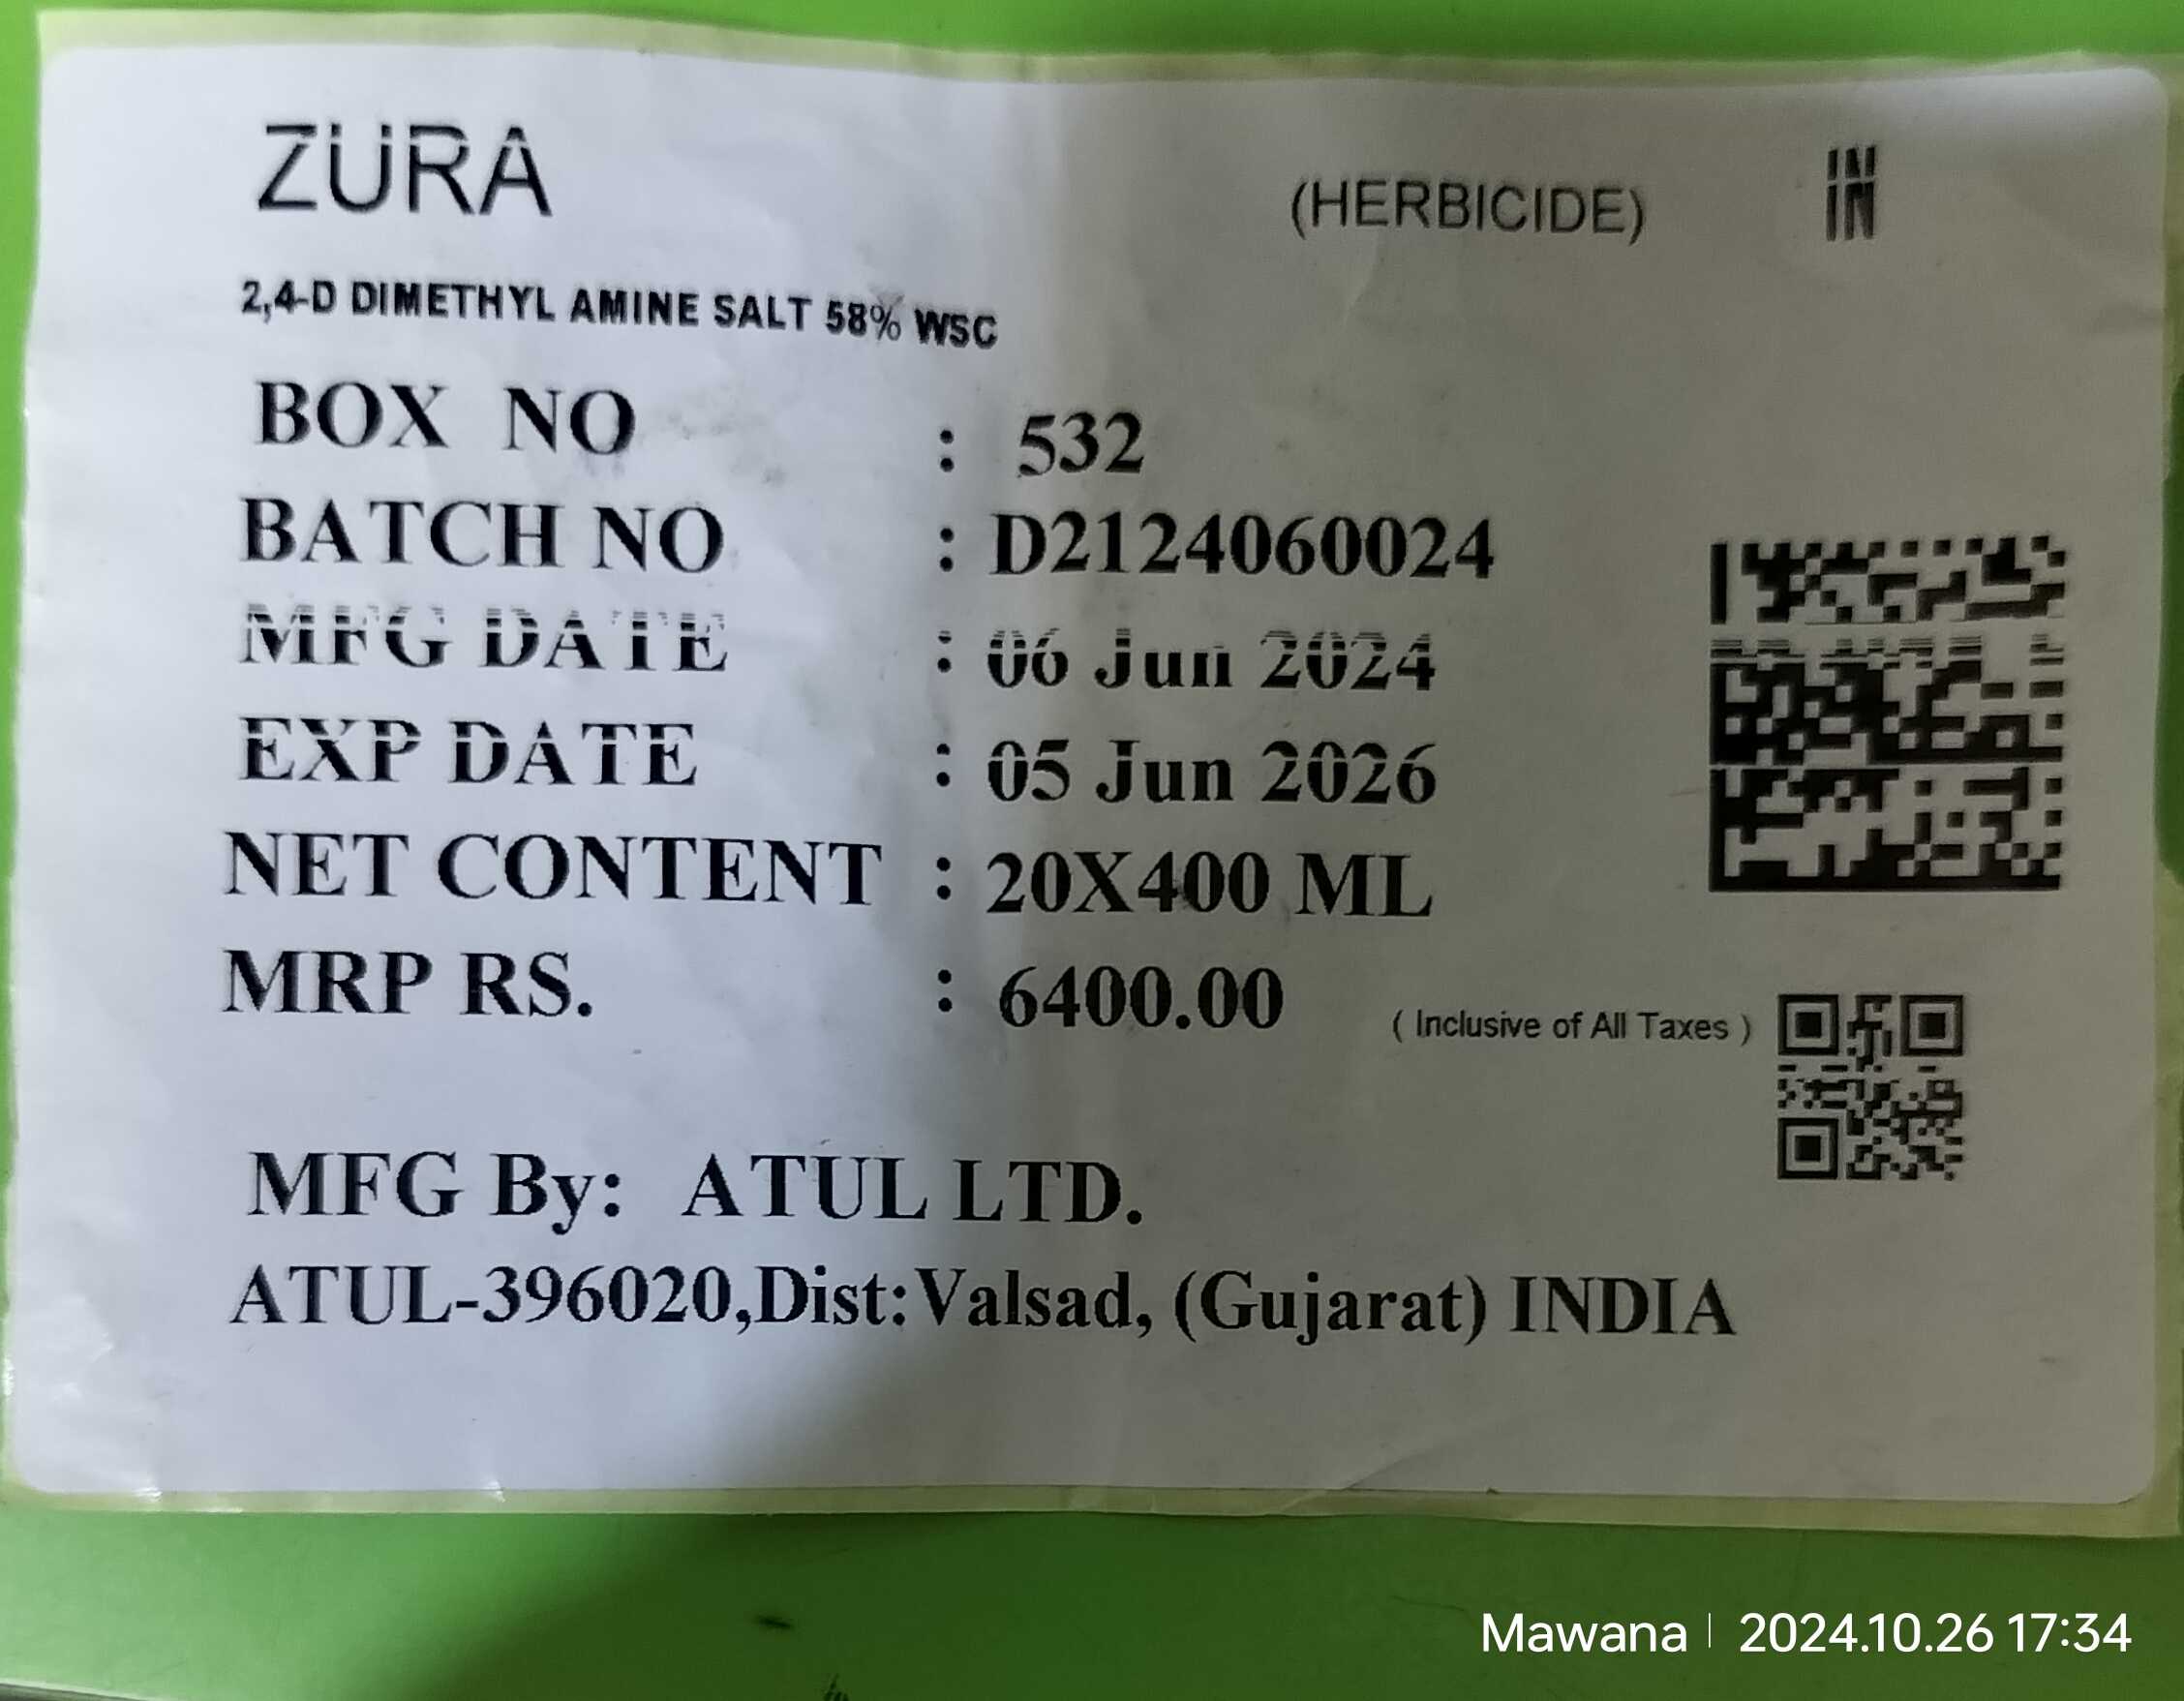 ZURA
(HERBICIDE)
IN
2,4-D DIMETHYL AMINE SALT 58% WSC
BOX NO : 532
BATCH NO : D2124060024
MFG DATE : 06 Jun 2024
EXP DATE : 05 Jun 2026
NET CONTENT : 20X400 ML
MRP RS. : 6400.00 ( Inclusive of All Taxes )
MFG By: ATUL LTD.
ATUL-396020,Dist:Valsad, (Gujarat) INDIA
Mawana | 2024.10.26 17:34